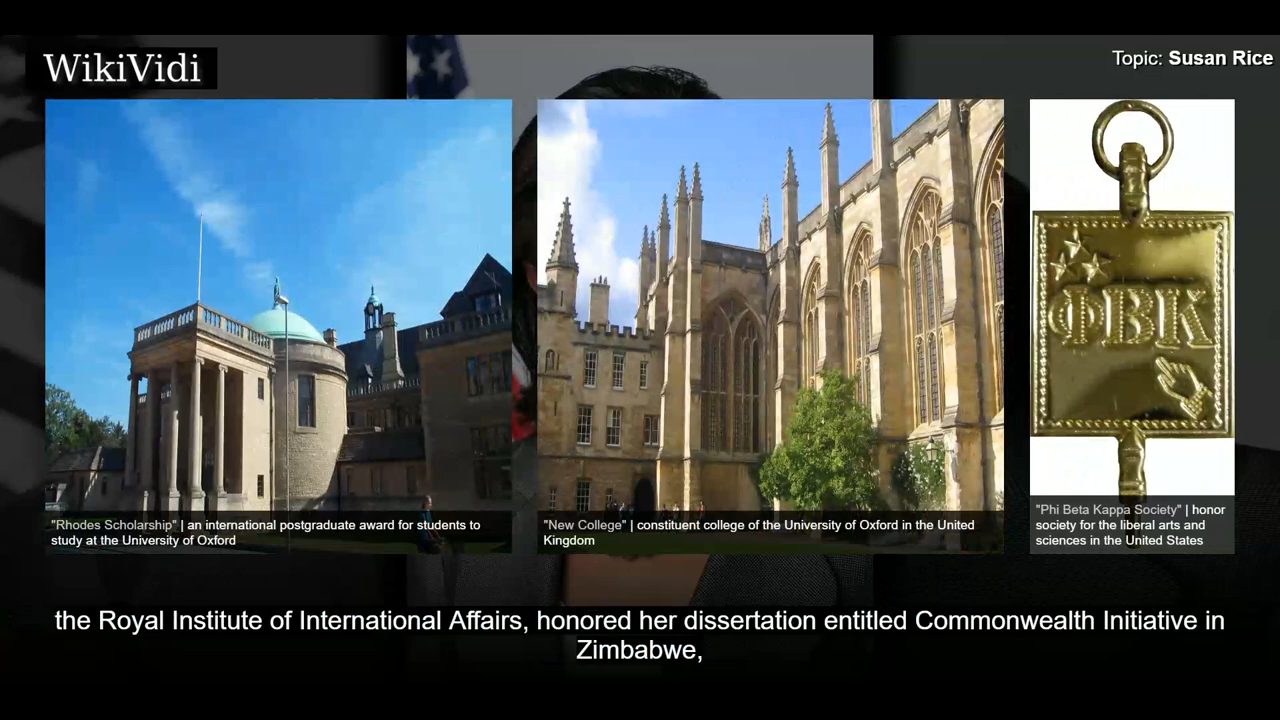 WikiVidi
Topic: Susan Rice
ΦΒΚ
"Rhodes Scholarship" | an international postgraduate award for students to
study at the University of Oxford
"New College" | constituent college of the University of Oxford in the United
Kingdom
"Phi Beta Kappa Society" | honor
society for the liberal arts and
sciences in the United States
the Royal Institute of International Affairs, honored her dissertation entitled Commonwealth Initiative in
Zimbabwe,